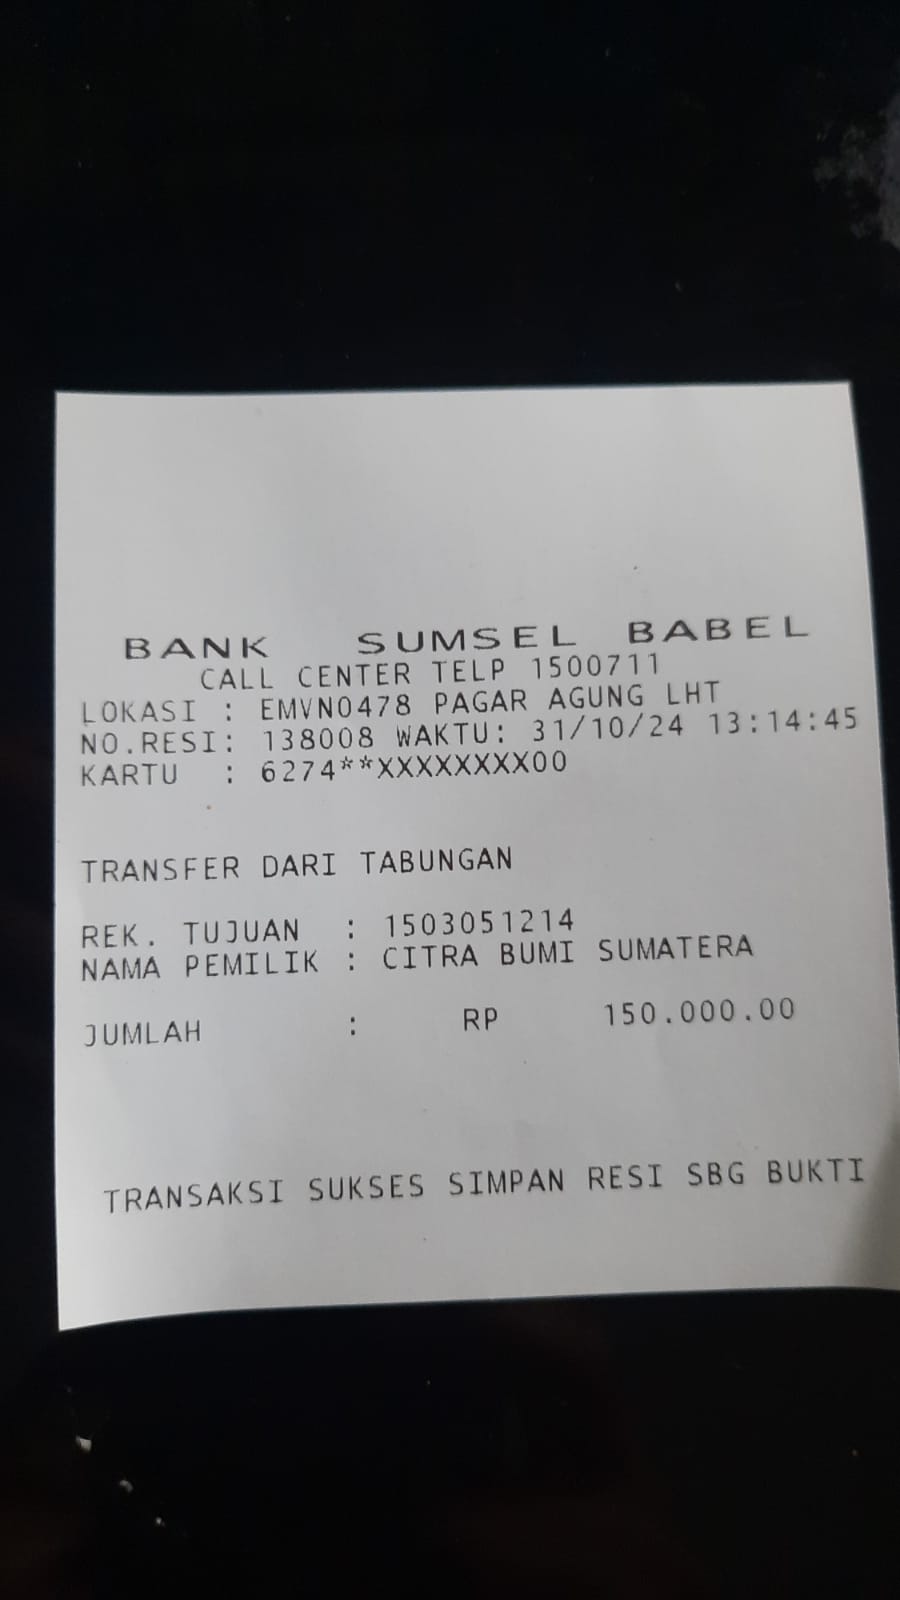 BANK SUMSEL BABEL
CALL CENTER TELP 1500711
LOKASI : EMVN0478 PAGAR AGUNG LHT
NO.RESI: 138008 WAKTU: 31/10/24 13:14:45
KARTU : 6274**XXXXXXXX00
TRANSFER DARI TABUNGAN
REK. TUJUAN : 1503051214
NAMA PEMILIK : CITRA BUMI SUMATERA
JUMLAH : RP 150.000.00
TRANSAKSI SUKSES SIMPAN RESI SBG BUKTI